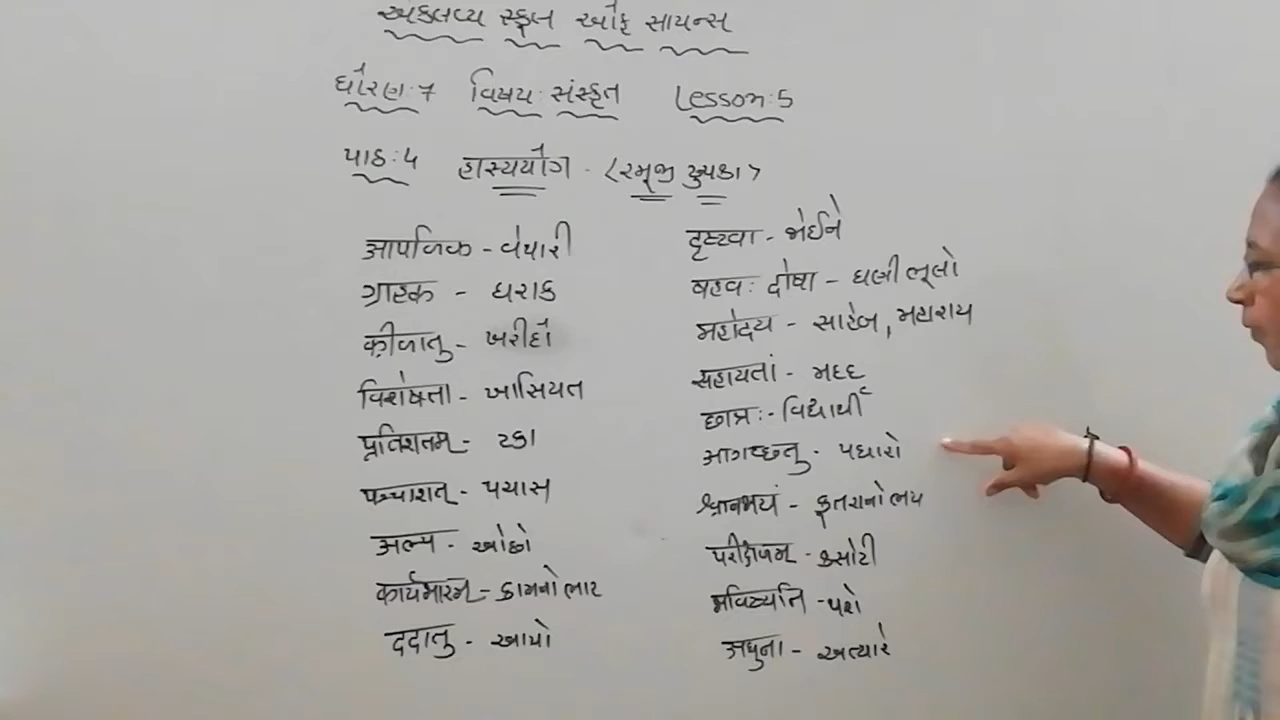 એકલવ્ય સ્કૂલ ઓફ સાયન્સ
ધોરણ:7 વિષય: સંસ્કૃત Lesson:5
પાઠ:૫ हास्ययोग - (રમૂજી ટુચકા)
आपणिक - વેપારી
ग्राहक - ઘરાક
क्रीणातु - ખરીદો
विशेषता - ખાસિયત
प्रतिशतम् - ટકા
पञ्चाशत् - પચાસ
अल्प - ઓછો
कार्यभारम् - કામનો ભાર
ददातु - આપો
दृष्ट्वा - જોઈને
बहवः दोषा - ઘણી ભૂલો
महोदय - સાહેબ, મહાશય
सहायतां - મદદ
छात्रः - વિદ્યાર્થી
आगच्छतु - પધારો
श्वानभयं - કૂતરાનો ભય
परीक्षणम् - કસોટી
भविष्यति - થશે
अधुना - અત્યારે